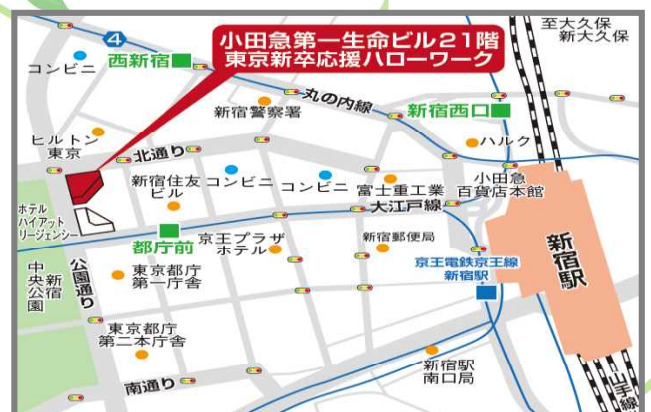 小田急第一生命ビル21階
東京新卒応援ハローワーク
至大久保
新大久保
4
コンビニ
西新宿
丸の内線
新宿警察署
新宿西口
ハルク
ヒルトン
東京
北通り
新宿住友
ビル
コンビニ
コンビニ
富士重工業
小田急
百貨店本館
大江戸線
ホテル
ハイアット
リージェンシー
都庁前
京王プラザ
ホテル
新宿郵便局
京王電鉄京王線
新宿駅
新宿駅
新宿
中央公園
公園通り
東京都庁
第一庁舎
東京都庁
第二本庁舎
南通り
新宿駅
南口局
山手線